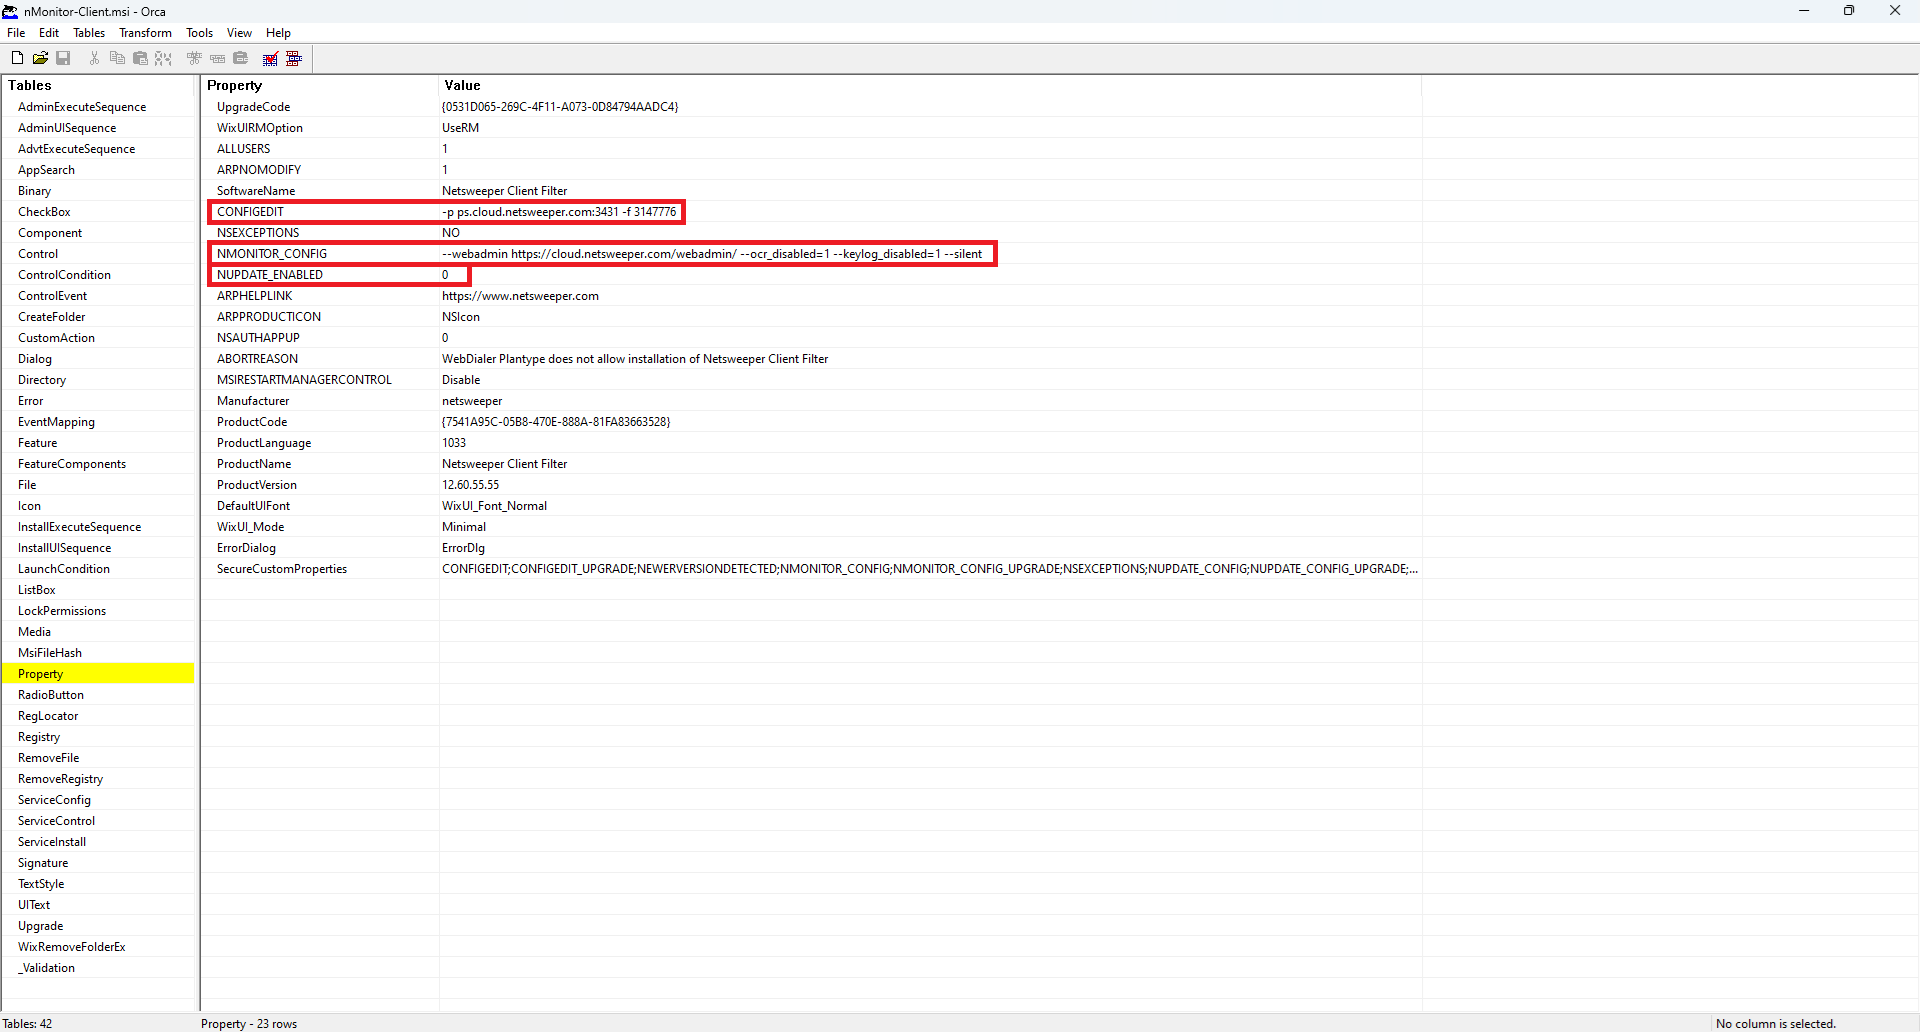 nMonitor-Client.msi - Orca
File Edit Tables Transform Tools View Help
Tables
AdminExecuteSequence
AdminUISequence
AdvtExecuteSequence
AppSearch
Binary
CheckBox
Component
Control
ControlCondition
ControlEvent
CreateFolder
CustomAction
Dialog
Directory
Error
EventMapping
Feature
FeatureComponents
File
Icon
InstallExecuteSequence
InstallUISequence
LaunchCondition
ListBox
LockPermissions
Media
MsiFileHash
Property
RadioButton
RegLocator
Registry
RemoveFile
RemoveRegistry
ServiceConfig
ServiceControl
ServiceInstall
Signature
TextStyle
UIText
Upgrade
WixRemoveFolderEx
_Validation
Property Value
UpgradeCode {0531D065-269C-4F11-A073-0D84794AADC4}
WixUIRMOption UseRM
ALLUSERS 1
ARPNOMODIFY 1
SoftwareName Netsweeper Client Filter
CONFIGEDIT -p ps.cloud.netsweeper.com:3431 -f 3147776
NSEXCEPTIONS NO
NMONITOR_CONFIG --webadmin https://cloud.netsweeper.com/webadmin/ --ocr_disabled=1 --keylog_disabled=1 --silent
NUPDATE_ENABLED 0
ARPHELPLINK https://www.netsweeper.com
ARPPRODUCTICON NSIcon
NSAUTHAPPUP 0
ABORTREASON WebDialer Plantype does not allow installation of Netsweeper Client Filter
MSIRESTARTMANAGERCONTROL Disable
Manufacturer netsweeper
ProductCode {7541A95C-05B8-470E-888A-81FA83663528}
ProductLanguage 1033
ProductName Netsweeper Client Filter
ProductVersion 12.60.55.55
DefaultUIFont WixUI_Font_Normal
WixUI_Mode Minimal
ErrorDialog ErrorDlg
SecureCustomProperties CONFIGEDIT;CONFIGEDIT_UPGRADE;NEWERVERSIONDETECTED;NMONITOR_CONFIG;NMONITOR_CONFIG_UPGRADE;NSEXCEPTIONS;NUPDATE_CONFIG;NUPDATE_CONFIG_UPGRADE;...
Tables: 42 Property - 23 rows No column is selected.